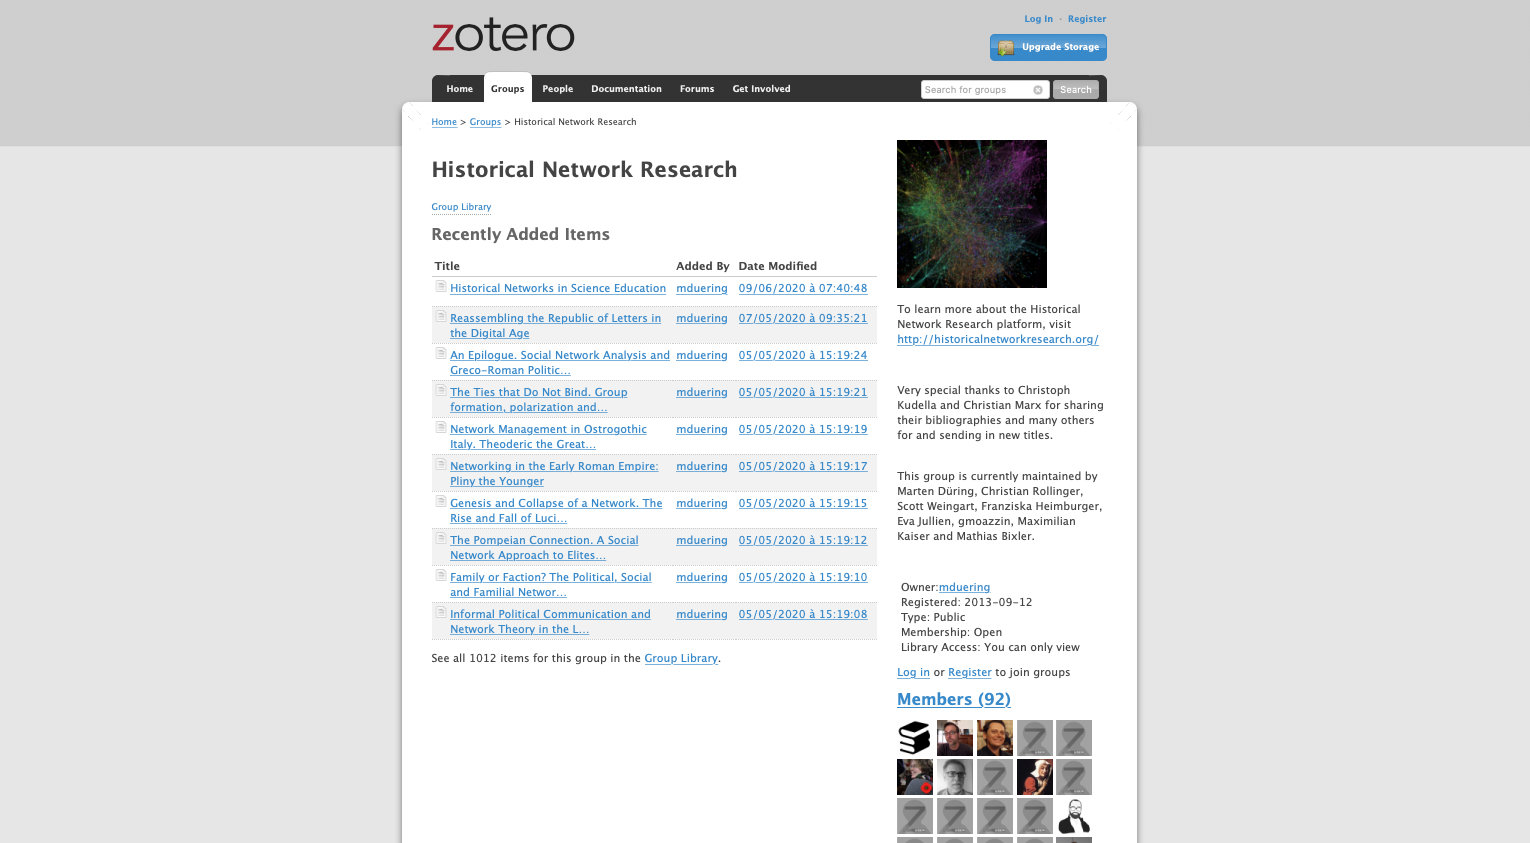 zotero
Log In · Register
Upgrade Storage
Home Groups People Documentation Forums Get Involved
Search for groups Search
Home > Groups > Historical Network Research
Historical Network Research
Group Library
Recently Added Items
Title Added By Date Modified
Historical Networks in Science Education mduering 09/06/2020 à 07:40:48
Reassembling the Republic of Letters in mduering 07/05/2020 à 09:35:21
the Digital Age
An Epilogue. Social Network Analysis and mduering 05/05/2020 à 15:19:24
Greco-Roman Politic...
The Ties that Do Not Bind. Group mduering 05/05/2020 à 15:19:21
formation, polarization and...
Network Management in Ostrogothic mduering 05/05/2020 à 15:19:19
Italy. Theoderic the Great...
Networking in the Early Roman Empire: mduering 05/05/2020 à 15:19:17
Pliny the Younger
Genesis and Collapse of a Network. The mduering 05/05/2020 à 15:19:15
Rise and Fall of Luci...
The Pompeian Connection. A Social mduering 05/05/2020 à 15:19:12
Network Approach to Elites...
Family or Faction? The Political, Social mduering 05/05/2020 à 15:19:10
and Familial Networ...
Informal Political Communication and mduering 05/05/2020 à 15:19:08
Network Theory in the L...
See all 1012 items for this group in the Group Library.
To learn more about the Historical
Network Research platform, visit
http://historicalnetworkresearch.org/
Very special thanks to Christoph
Kudella and Christian Marx for sharing
their bibliographies and many others
for and sending in new titles.
This group is currently maintained by
Marten Düring, Christian Rollinger,
Scott Weingart, Franziska Heimburger,
Eva Jullien, gmoazzin, Maximilian
Kaiser and Mathias Bixler.
Owner:mduering
Registered: 2013-09-12
Type: Public
Membership: Open
Library Access: You can only view
Log in or Register to join groups
Members (92)